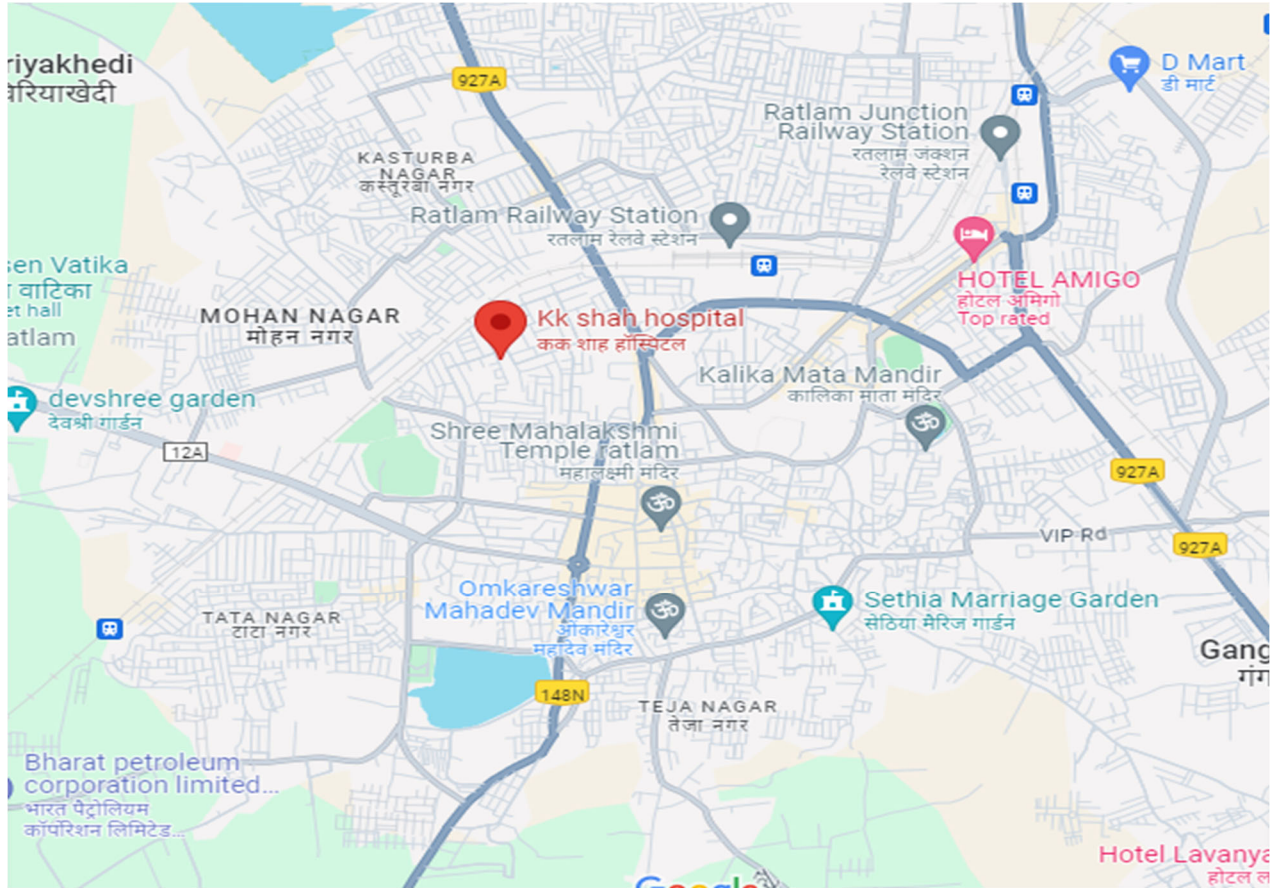 riyakhedi
वेरियाखेदी
927A
D Mart
डी मार्ट
Ratlam Junction
Railway Station
रतलाम जंक्शन
रेलवे स्टेशन
KASTURBA
NAGAR
कस्तूरबा नगर
Ratlam Railway Station
रतलाम रेलवे स्टेशन
sen Vatika
वाटिका
et hall
atlam
HOTEL AMIGO
होटल अमिगो
Top rated
MOHAN NAGAR
मोहन नगर
Kk shah hospital
कक शाह हॉस्पिटल
Kalika Mata Mandir
कालिका माता मंदिर
devshree garden
देवश्री गार्डन
12A
Shree Mahalakshmi
Temple ratlam
महालक्ष्मी मंदिर
927A
VIP Rd
927A
Omkareshwar
Mahadev Mandir
ओंकारेश्वर
महादेव मंदिर
Sethia Marriage Garden
सेठिया मैरिज गार्डन
TATA NAGAR
टाटा नगर
Gang
गंग
148N
TEJA NAGAR
तेजा नगर
Bharat petroleum
corporation limited...
भारत पैट्रोलियम
कॉर्पोरेशन लिमिटेड...
Hotel Lavanya
होटल ल
Google